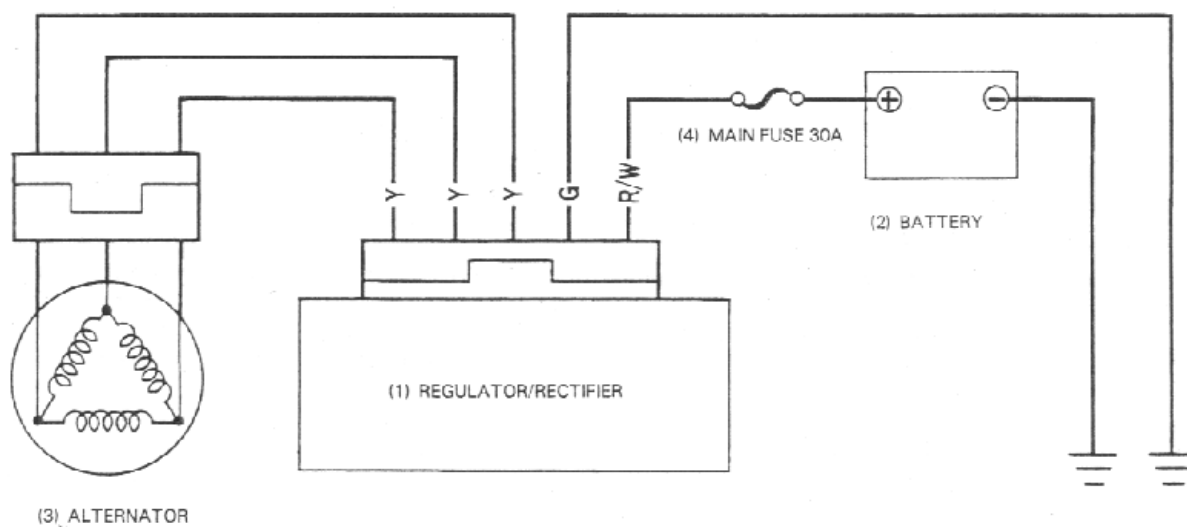 (4) MAIN FUSE 30A
Y
Y
Y
G
R/W
(2) BATTERY
(1) REGULATOR/RECTIFIER
(3) ALTERNATOR